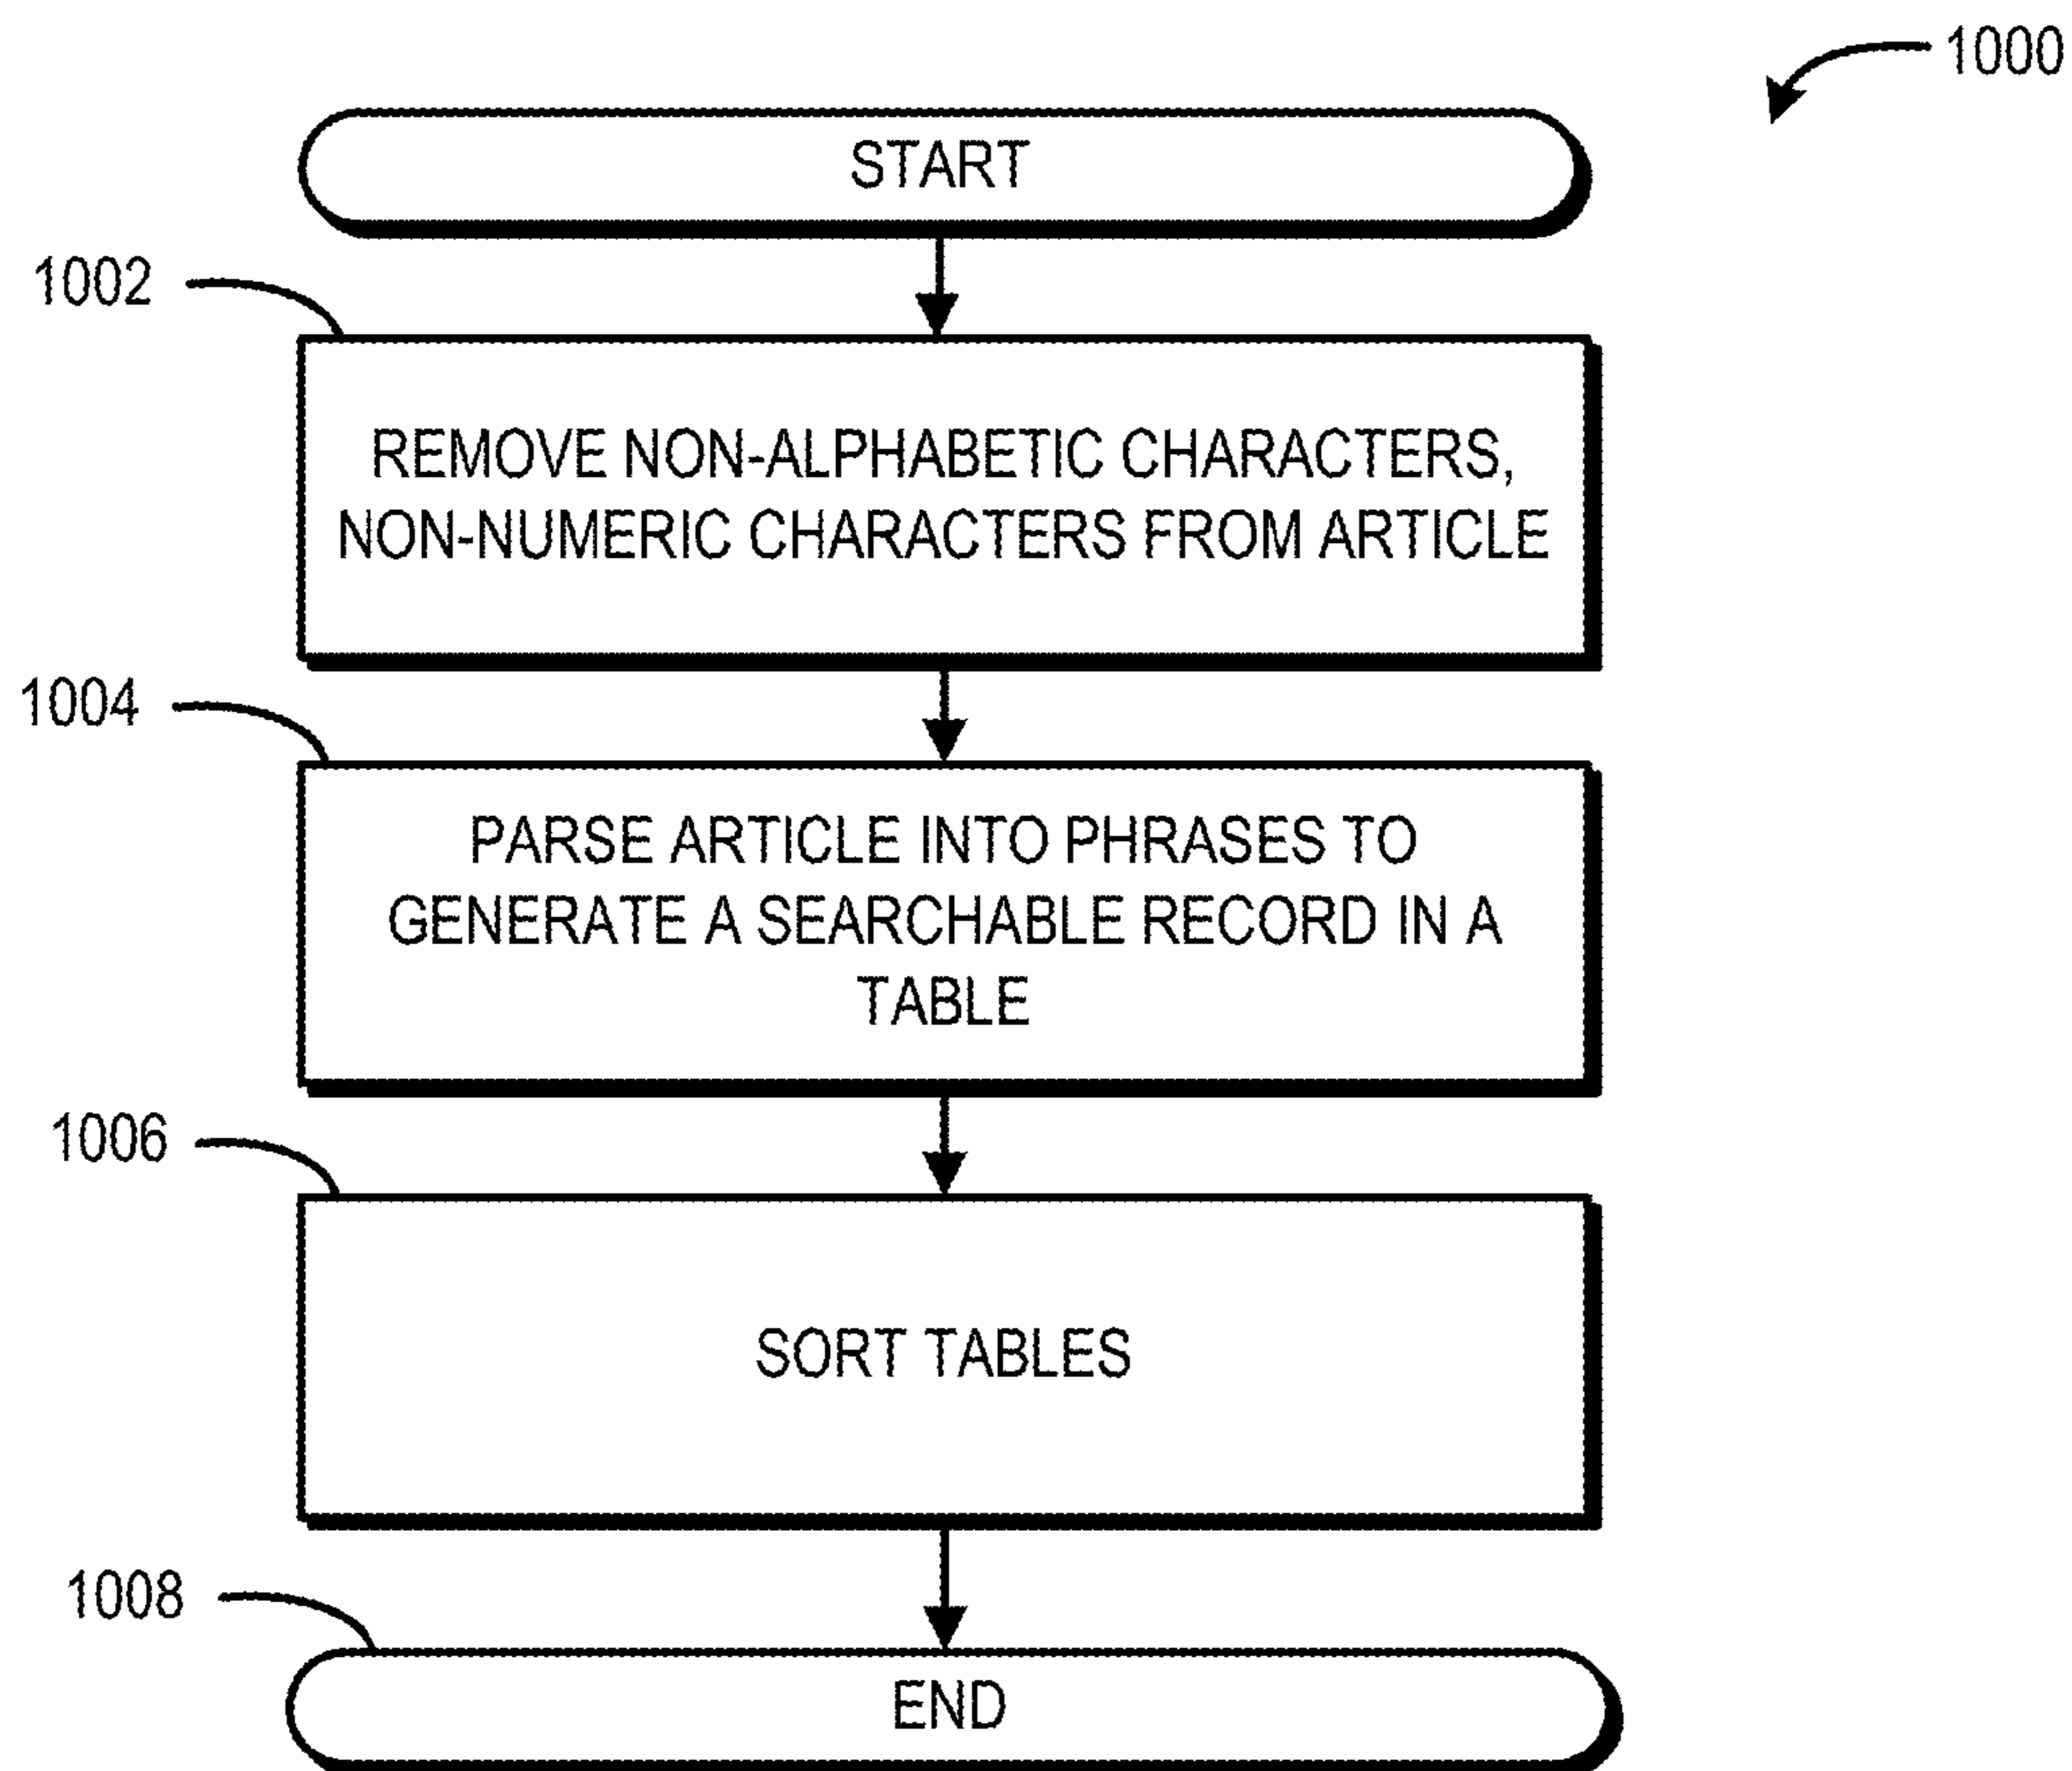 1000
START
1002
REMOVE NON-ALPHABETIC CHARACTERS,
NON-NUMERIC CHARACTERS FROM ARTICLE
1004
PARSE ARTICLE INTO PHRASES TO
GENERATE A SEARCHABLE RECORD IN A
TABLE
1006
SORT TABLES
1008
END